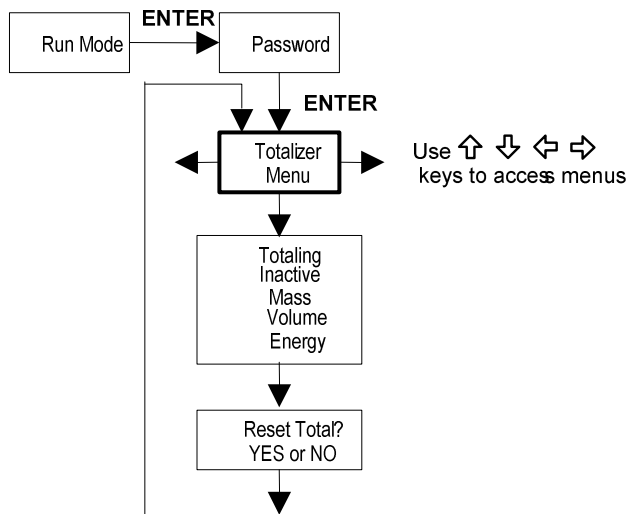 ENTER
Run Mode
Password
ENTER
Totalizer
Menu
Use ⇧ ⇩ ⇦ ⇨
keys to access menus
Totaling
Inactive
Mass
Volume
Energy
Reset Total?
YES or NO